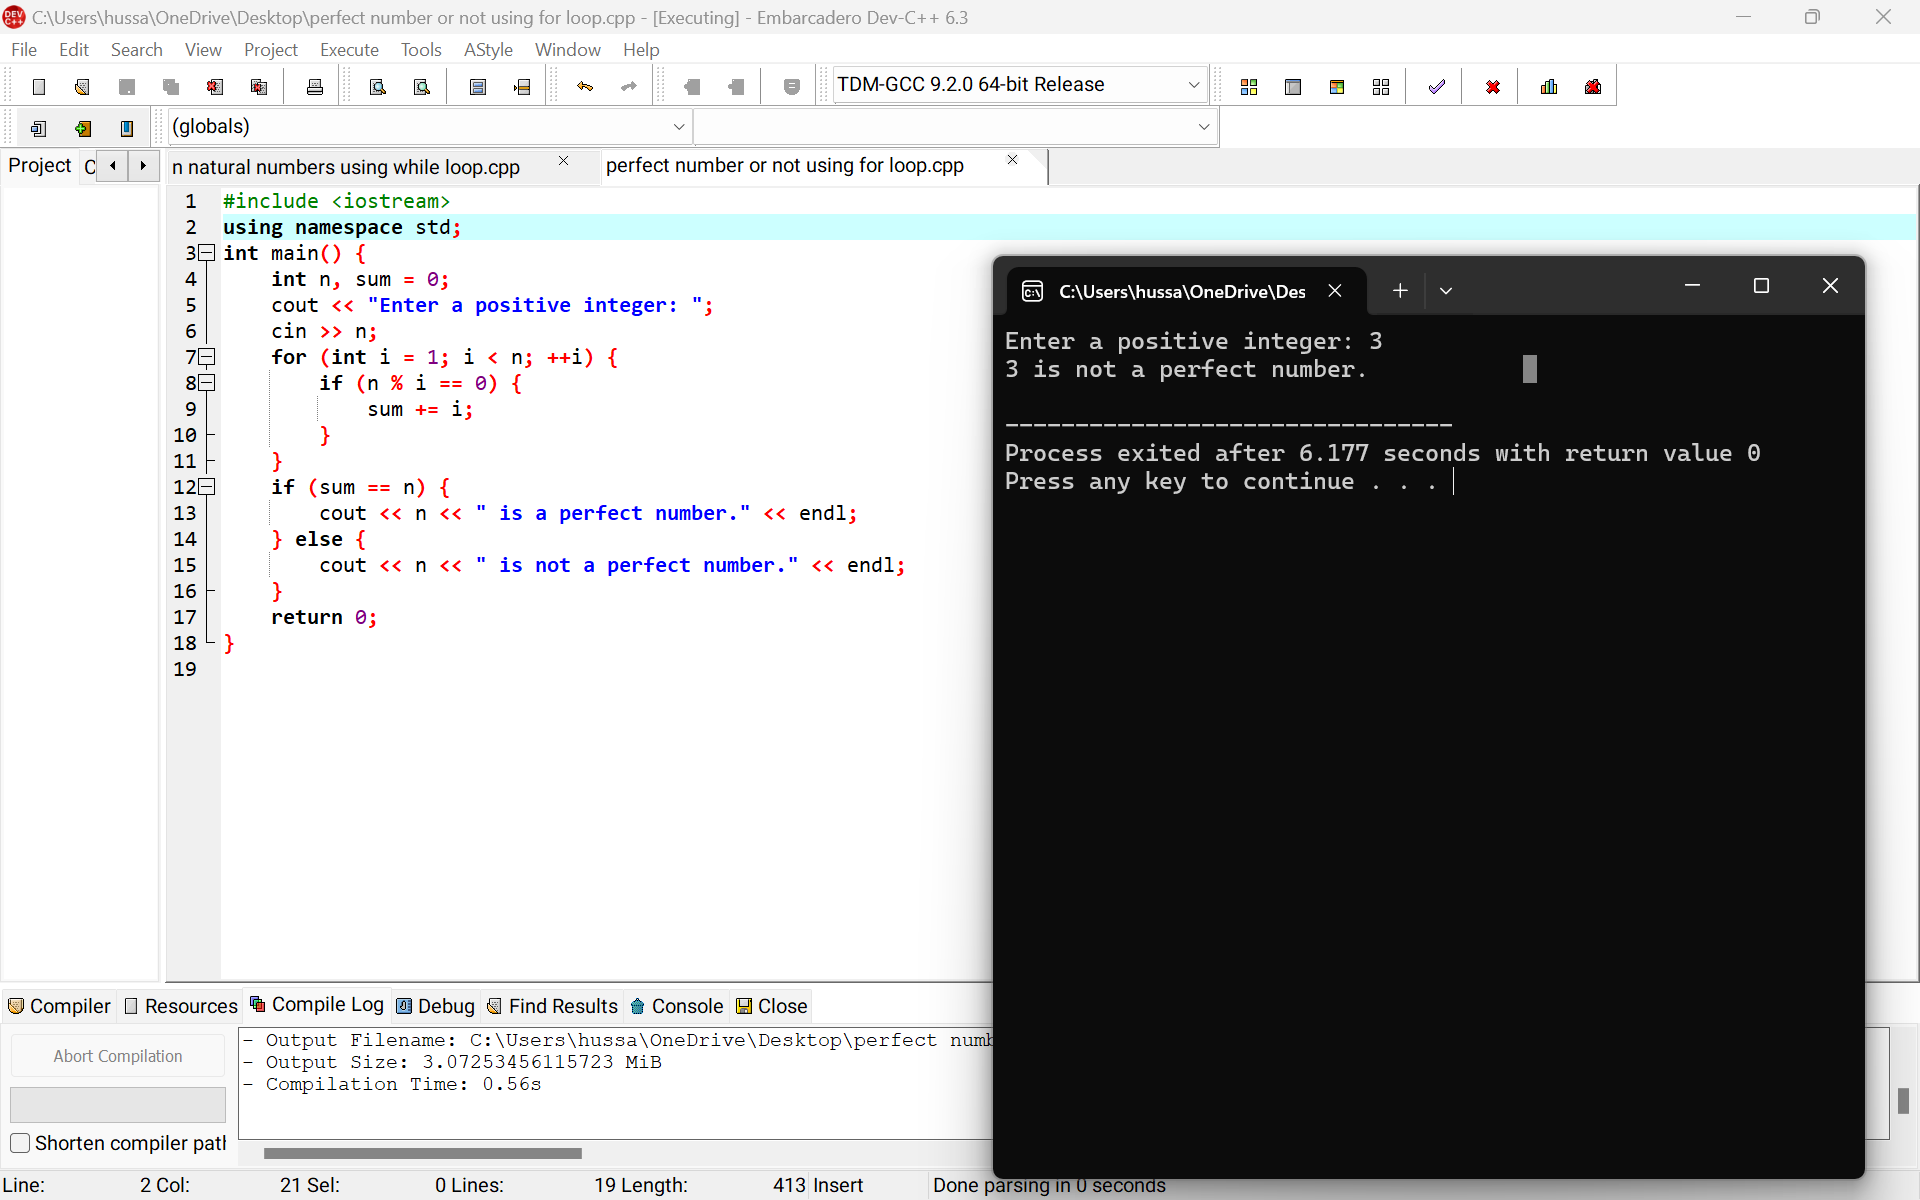 C:\Users\hussa\OneDrive\Desktop\perfect number or not using for loop.cpp - [Executing] - Embarcadero Dev-C++ 6.3
File Edit Search View Project Execute Tools AStyle Window Help
TDM-GCC 9.2.0 64-bit Release
(globals)
Project
n natural numbers using while loop.cpp
perfect number or not using for loop.cpp
1 #include <iostream>
2 using namespace std;
3 int main() {
4 int n, sum = 0;
5 cout << "Enter a positive integer: ";
6 cin >> n;
7 for (int i = 1; i < n; ++i) {
8 if (n % i == 0) {
9 sum += i;
10 }
11 }
12 if (sum == n) {
13 cout << n << " is a perfect number." << endl;
14 } else {
15 cout << n << " is not a perfect number." << endl;
16 }
17 return 0;
18 }
19
C:\Users\hussa\OneDrive\Des
Enter a positive integer: 3
3 is not a perfect number.
--------------------------------
Process exited after 6.177 seconds with return value 0
Press any key to continue . . .
Compiler Resources Compile Log Debug Find Results Console Close
Abort Compilation
Shorten compiler path
- Output Filename: C:\Users\hussa\OneDrive\Desktop\perfect numb
- Output Size: 3.07253456115723 MiB
- Compilation Time: 0.56s
Line: 2 Col: 21 Sel: 0 Lines: 19 Length: 413 Insert Done parsing in 0 seconds